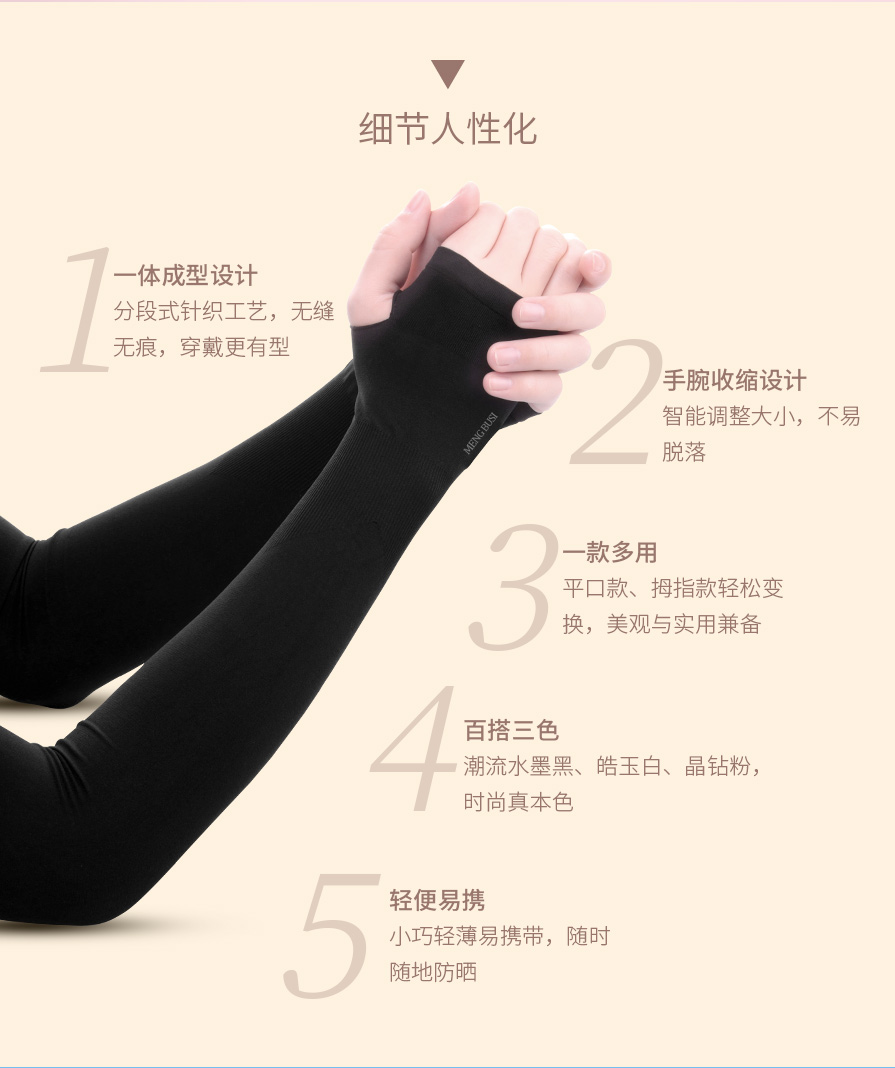 细节人性化
1
一体成型设计
分段式针织工艺，无缝
无痕，穿戴更有型
2
手腕收缩设计
智能调整大小，不易
脱落
MENG BUSI
3
一款多用
平口款、拇指款轻松变
换，美观与实用兼备
4
百搭三色
潮流水墨黑、皓玉白、晶钻粉，
时尚真本色
5
轻便易携
小巧轻薄易携带，随时
随地防晒